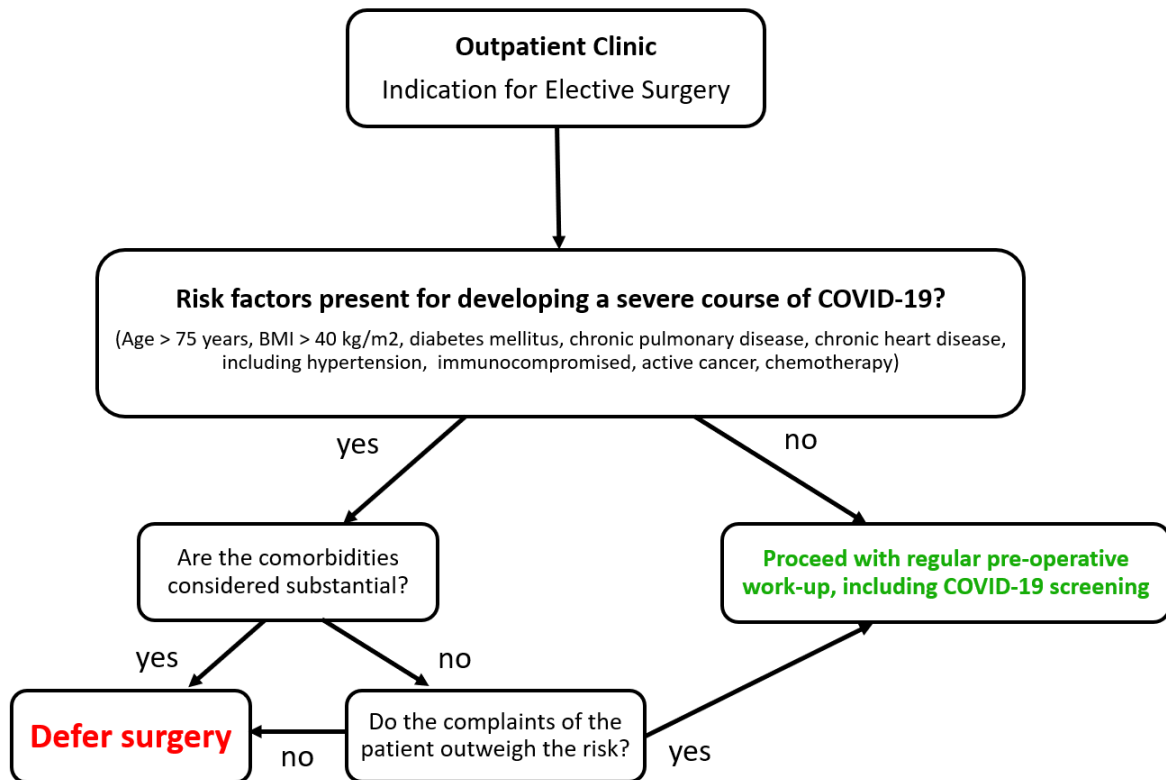 Outpatient Clinic
Indication for Elective Surgery
Risk factors present for developing a severe course of COVID-19?
(Age > 75 years, BMI > 40 kg/m2, diabetes mellitus, chronic pulmonary disease, chronic heart disease,
including hypertension, immunocompromised, active cancer, chemotherapy)
yes
no
Are the comorbidities
considered substantial?
Proceed with regular pre-operative
work-up, including COVID-19 screening
yes
no
Defer surgery
no
Do the complaints of the
patient outweigh the risk?
yes